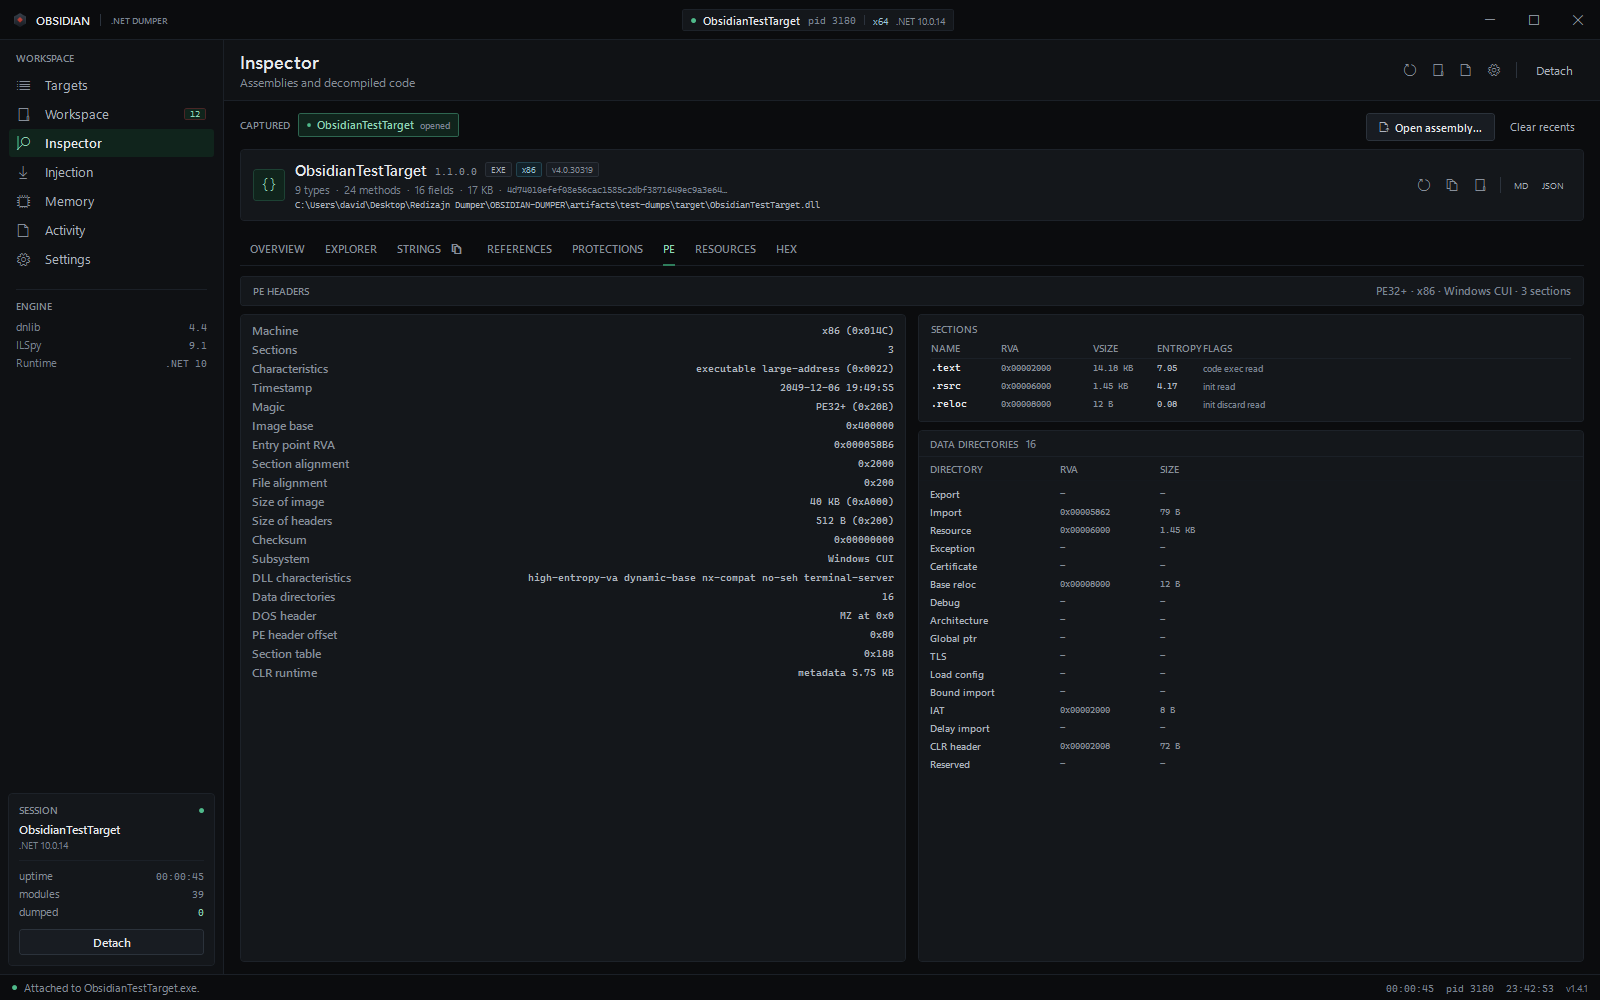 OBSIDIAN .NET DUMPER
ObsidianTestTarget pid 3180 x64 .NET 10.0.14
WORKSPACE
Targets
Workspace 12
Inspector
Injection
Memory
Activity
Settings
ENGINE
dnlib 4.4
ILSpy 9.1
Runtime .NET 10
SESSION
ObsidianTestTarget
.NET 10.0.14
uptime 00:00:45
modules 39
dumped 0
Detach
Inspector
Assemblies and decompiled code
Detach
CAPTURED ObsidianTestTarget opened
Open assembly... Clear recents
{} ObsidianTestTarget 1.1.0.0 EXE x86 v4.0.30319
9 types · 24 methods · 16 fields · 17 KB · 4d74010efef08e56cac1585c2dbf3871649ec9a3e64…
C:\Users\david\Desktop\Redizajn Dumper\OBSIDIAN-DUMPER\artifacts\test-dumps\target\ObsidianTestTarget.dll
MD JSON
OVERVIEW EXPLORER STRINGS REFERENCES PROTECTIONS PE RESOURCES HEX
PE HEADERS PE32+ · x86 · Windows CUI · 3 sections
Machine x86 (0x014C)
Sections 3
Characteristics executable large-address (0x0022)
Timestamp 2049-12-06 19:49:55
Magic PE32+ (0x20B)
Image base 0x400000
Entry point RVA 0x000058B6
Section alignment 0x2000
File alignment 0x200
Size of image 40 KB (0xA000)
Size of headers 512 B (0x200)
Checksum 0x00000000
Subsystem Windows CUI
DLL characteristics high-entropy-va dynamic-base nx-compat no-seh terminal-server
Data directories 16
DOS header MZ at 0x0
PE header offset 0x80
Section table 0x188
CLR runtime metadata 5.75 KB
SECTIONS
NAME RVA VSIZE ENTROPY FLAGS
.text 0x00002000 14.18 KB 7.05 code exec read
.rsrc 0x00006000 1.45 KB 4.17 init read
.reloc 0x00008000 12 B 0.08 init discard read
DATA DIRECTORIES 16
DIRECTORY RVA SIZE
Export — —
Import 0x00005862 79 B
Resource 0x00006000 1.45 KB
Exception — —
Certificate — —
Base reloc 0x00008000 12 B
Debug — —
Architecture — —
Global ptr — —
TLS — —
Load config — —
Bound import — —
IAT 0x00002000 8 B
Delay import — —
CLR header 0x00002008 72 B
Reserved — —
Attached to ObsidianTestTarget.exe. 00:00:45 pid 3180 23:42:53 v1.4.1